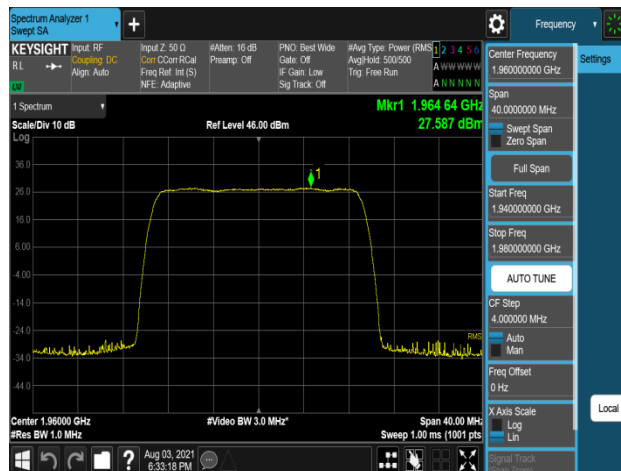 Spectrum Analyzer 1
Swept SA
+
Frequency
KEYSIGHT
RL
Input: RF
Coupling: DC
Align: Auto
Input Z: 50 Ω
Corr CCorr RCal
Freq Ref: Int (S)
NFE: Adaptive
#Atten: 16 dB
Preamp: Off
PNO: Best Wide
Gate: Off
IF Gain: Low
Sig Track: Off
#Avg Type: Power (RMS
Avg|Hold: 500/500
Trig: Free Run
1 2 3 4 5 6
A W W W W W
A N N N N N
1 Spectrum
Scale/Div 10 dB
Log
Ref Level 46.00 dBm
Mkr1 1.964 64 GHz
27.587 dBm
36.0
26.0
16.0
6.00
-4.00
-14.0
-24.0
-34.0
-44.0
1
RMS
Center 1.96000 GHz
#Res BW 1.0 MHz
#Video BW 3.0 MHz*
Span 40.00 MHz
Sweep 1.00 ms (1001 pts
?
Aug 03, 2021
6:33:18 PM
Center Frequency
1.960000000 GHz
Settings
Span
40.0000000 MHz
Swept Span
Zero Span
Full Span
Start Freq
1.940000000 GHz
Stop Freq
1.980000000 GHz
AUTO TUNE
CF Step
4.000000 MHz
Auto
Man
Freq Offset
0 Hz
X Axis Scale
Log
Lin
Local
Signal Track